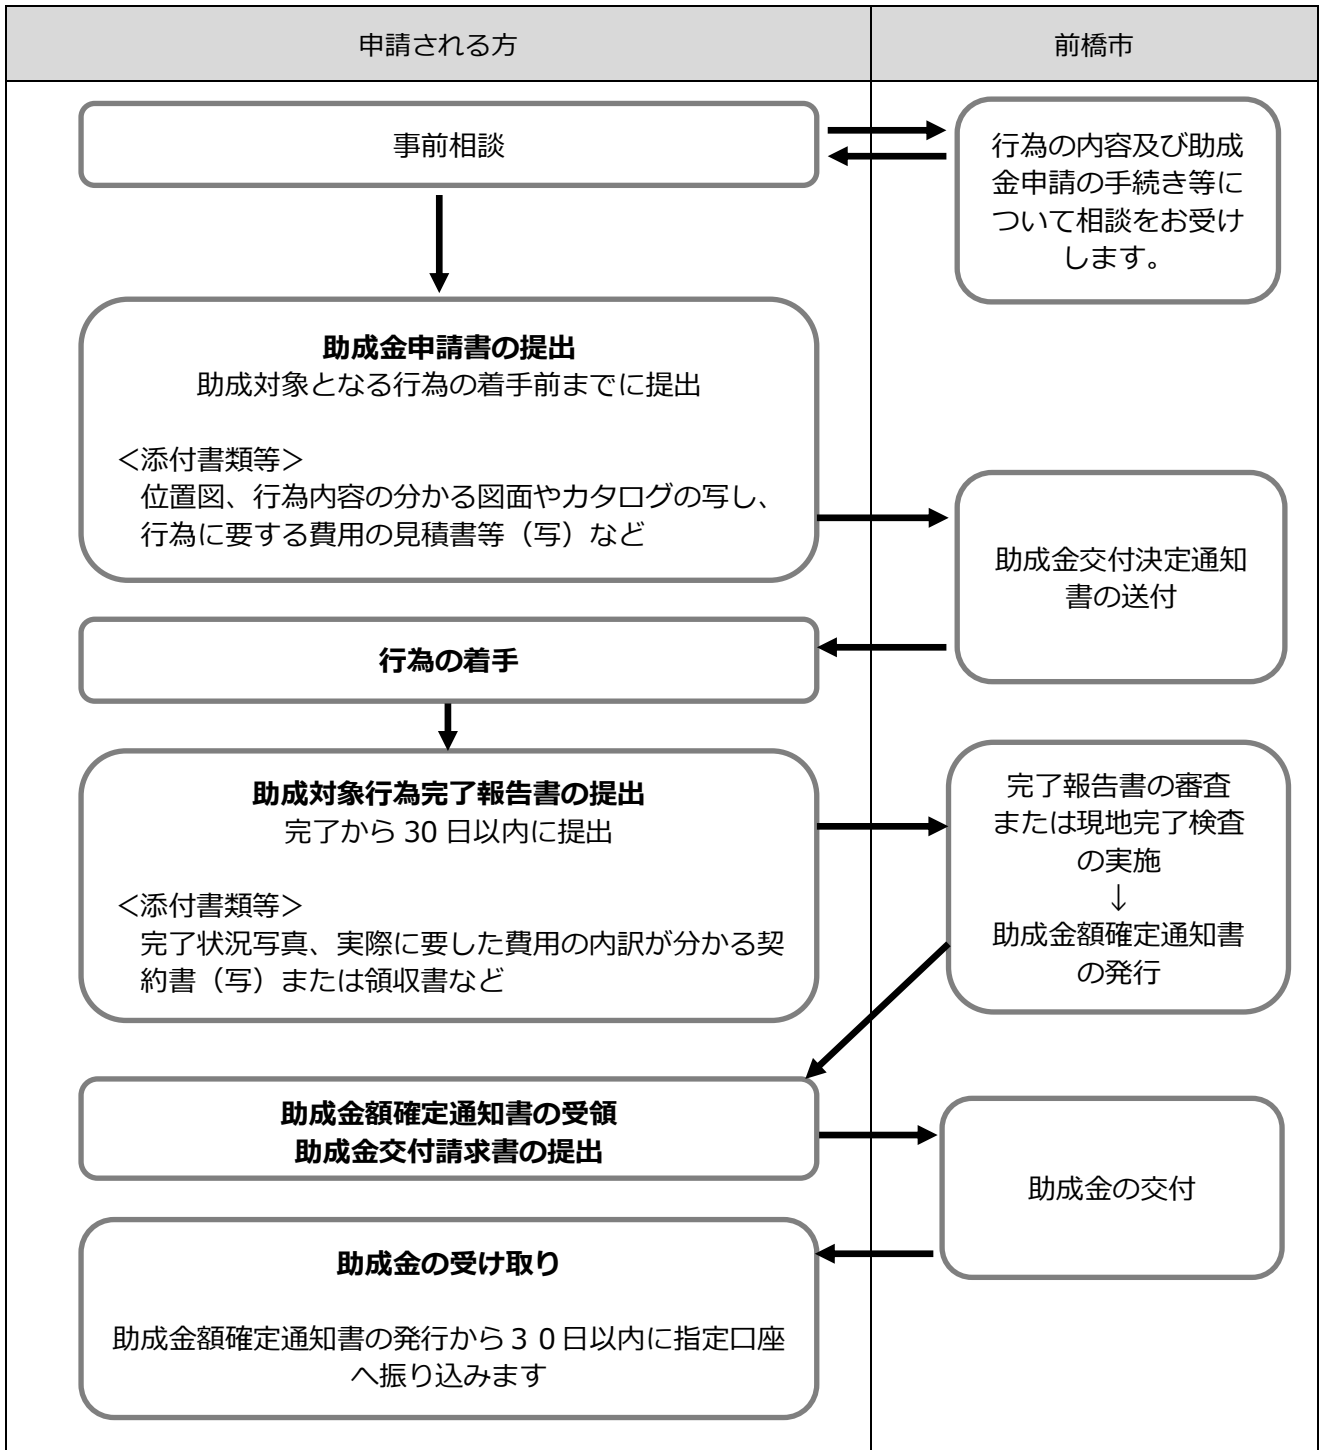 申請される方
前橋市
事前相談
行為の内容及び助成
金申請の手続き等に
ついて相談をお受け
します。
助成金申請書の提出
助成対象となる行為の着手前までに提出
＜添付書類等＞
位置図、行為内容の分かる図面やカタログの写し、
行為に要する費用の見積書等（写）など
助成金交付決定通知
書の送付
行為の着手
助成対象行為完了報告書の提出
完了から 30 日以内に提出
＜添付書類等＞
完了状況写真、実際に要した費用の内訳が分かる契
約書（写）または領収書など
完了報告書の審査
または現地完了検査
の実施
↓
助成金額確定通知書
の発行
助成金額確定通知書の受領
助成金交付請求書の提出
助成金の交付
助成金の受け取り
助成金額確定通知書の発行から３０日以内に指定口座
へ振り込みます